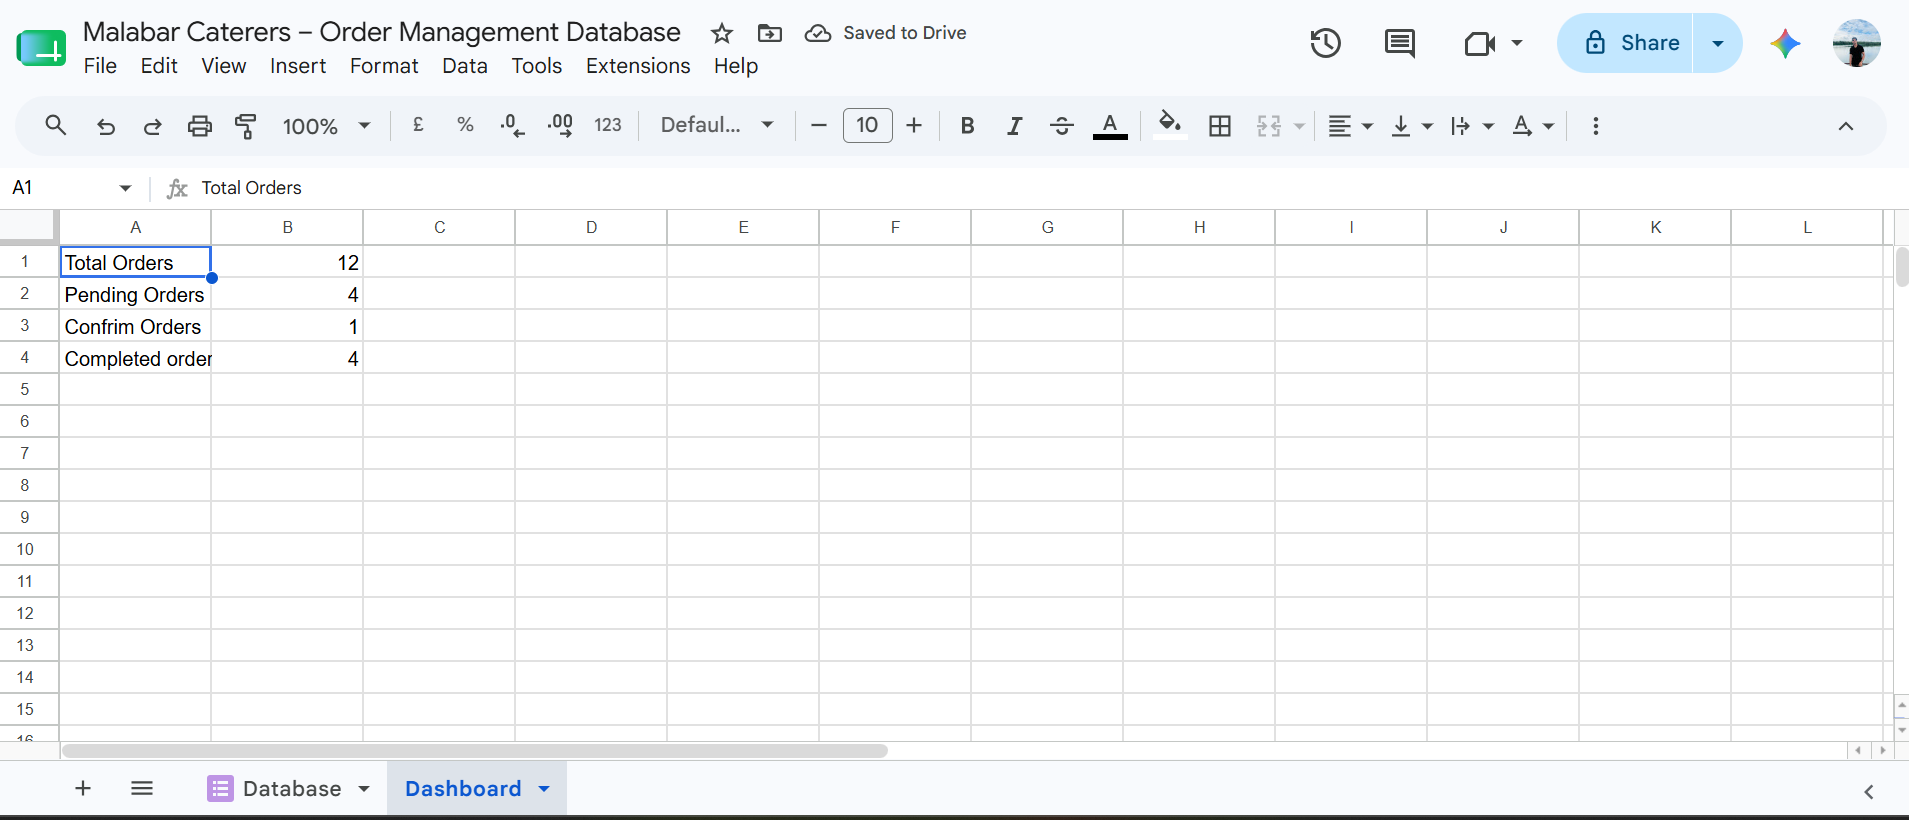 Malabar Caterers – Order Management Database
Saved to Drive
File Edit View Insert Format Data Tools Extensions Help
Share
100% £ % .0 .00 123 Defaul... 10 B I A A
A1 fx Total Orders
A B C D E F G H I J K L
1 Total Orders 12
2 Pending Orders 4
3 Confrim Orders 1
4 Completed order 4
5
6
7
8
9
10
11
12
13
14
15
16
Database Dashboard